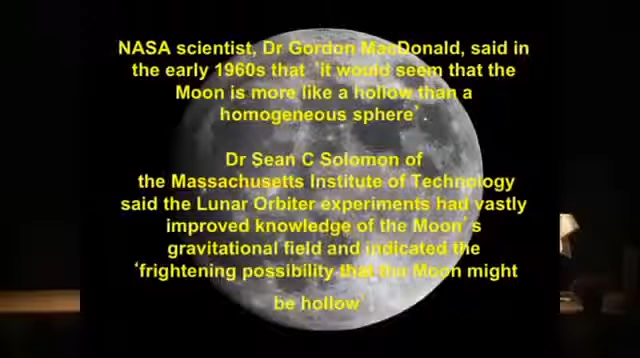 NASA scientist, Dr Gordon MacDonald, said in
the early 1960s that ‘it would seem that the
Moon is more like a hollow than a
homogeneous sphere’.
Dr Sean C Solomon of
the Massachusetts Institute of Technology
said the Lunar Orbiter experiments had vastly
improved knowledge of the Moon’s
gravitational field and indicated the
‘frightening possibility that the Moon might
be hollow’